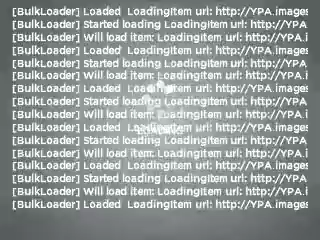 [BulkLoader] Loaded LoadingItem url: http://YPA.images
[BulkLoader] Started loading LoadingItem url: http://YPA
[BulkLoader] Will load item: LoadingItem url: http://YPA.i
[BulkLoader] Loaded LoadingItem url: http://YPA.images
[BulkLoader] Started loading LoadingItem url: http://YPA
[BulkLoader] Will load item: LoadingItem url: http://YPA.i
[BulkLoader] Loaded LoadingItem url: http://YPA.images
[BulkLoader] Started loading LoadingItem url: http://YPA
[BulkLoader] Will load item: LoadingItem url: http://YPA.i
[BulkLoader] Loaded LoadingItem url: http://YPA.images
[BulkLoader] Started loading LoadingItem url: http://YPA
[BulkLoader] Will load item: LoadingItem url: http://YPA.i
[BulkLoader] Loaded LoadingItem url: http://YPA.images
[BulkLoader] Started loading LoadingItem url: http://YPA
[BulkLoader] Will load item: LoadingItem url: http://YPA.i
[BulkLoader] Loaded LoadingItem url: http://YPA.images